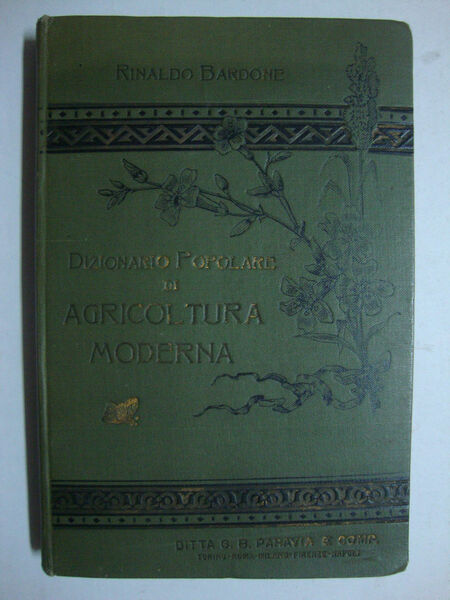 RINALDO BARDONE
DIZIONARIO POPOLARE
DI
AGRICOLTURA
MODERNA
DITTA G. B. PARAVIA & COMP.
TORINO-ROMA-MILANO-FIRENZE-NAPOLI